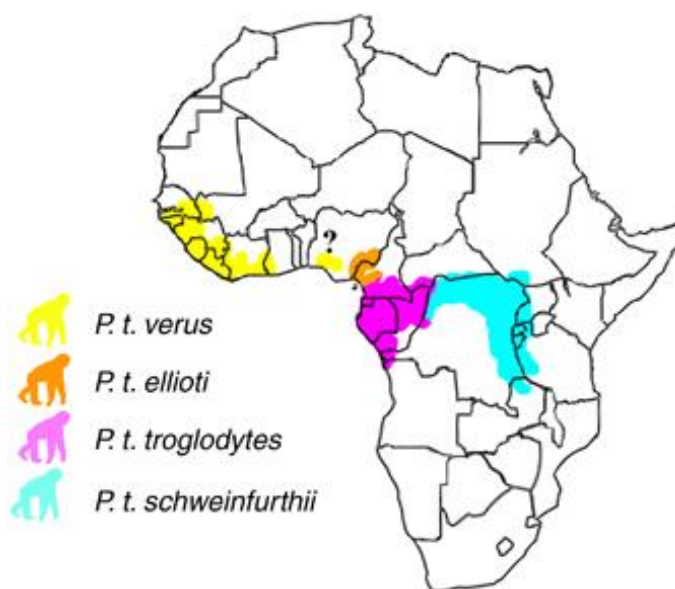 ?
P. t. verus
P. t. ellioti
P. t. troglodytes
P. t. schweinfurthii